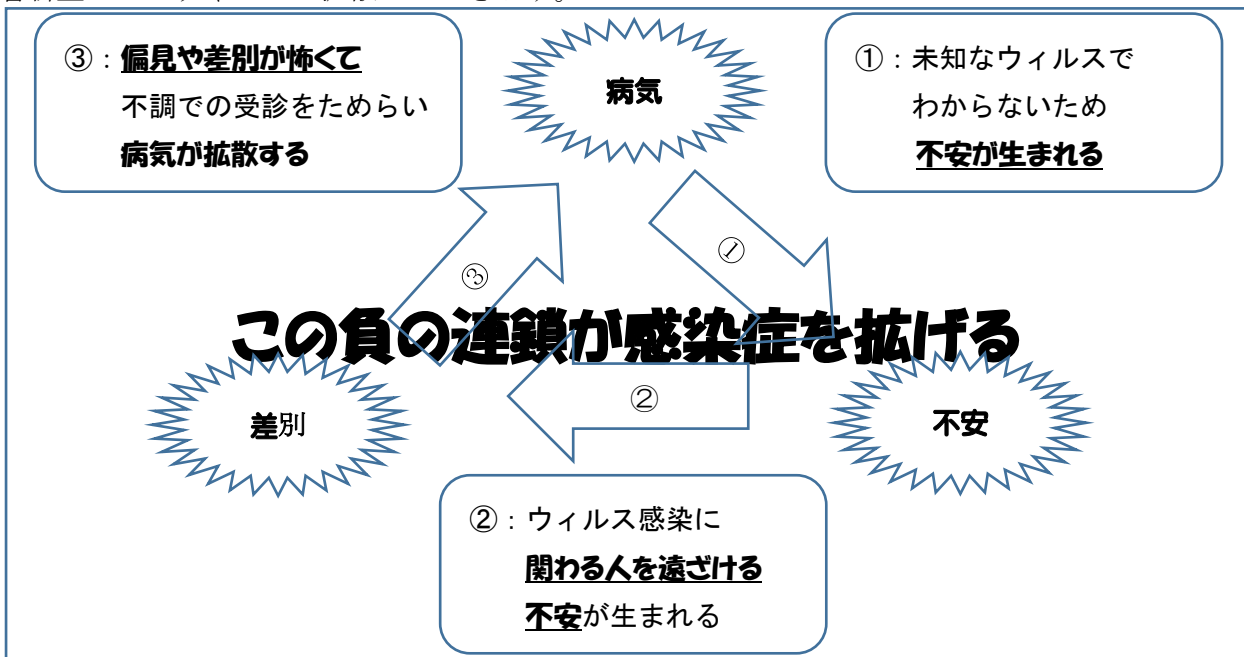 ③：偏見や差別が怖くて
不調での受診をためらい
病気が拡散する
病気
①：未知なウィルスで
わからないため
不安が生まれる
①
③
この負の連鎖が感染症を拡げる
差別
②
不安
②：ウィルス感染に
関わる人を遠ざける
不安が生まれる